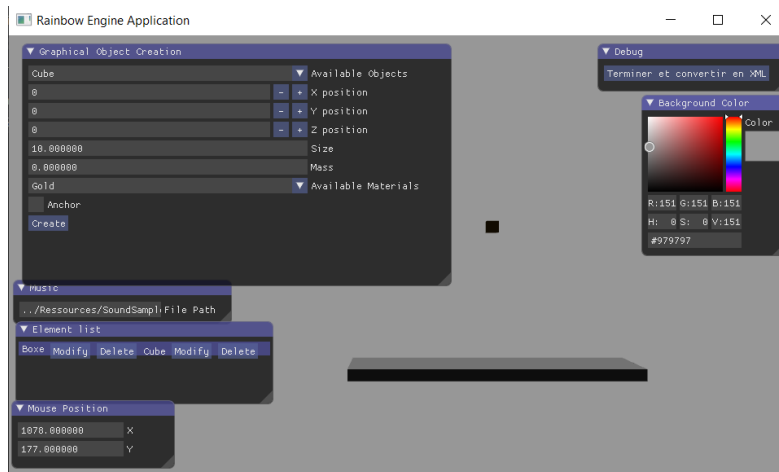 Rainbow Engine Application
Graphical Object Creation
Cube Available Objects
0 - + X position
0 - + Y position
0 - + Z position
10.000000 Size
0.000000 Mass
Gold Available Materials
Anchor
Create
Debug
Terminer et convertir en XML
Background Color
Color
R:151 G:151 B:151
H: 0 S: 0 V:151
#979797
Music
../Ressources/SoundSampl File Path
Element list
Boxe Modify Delete Cube Modify Delete
Mouse Position
1078.000000 X
177.000000 Y